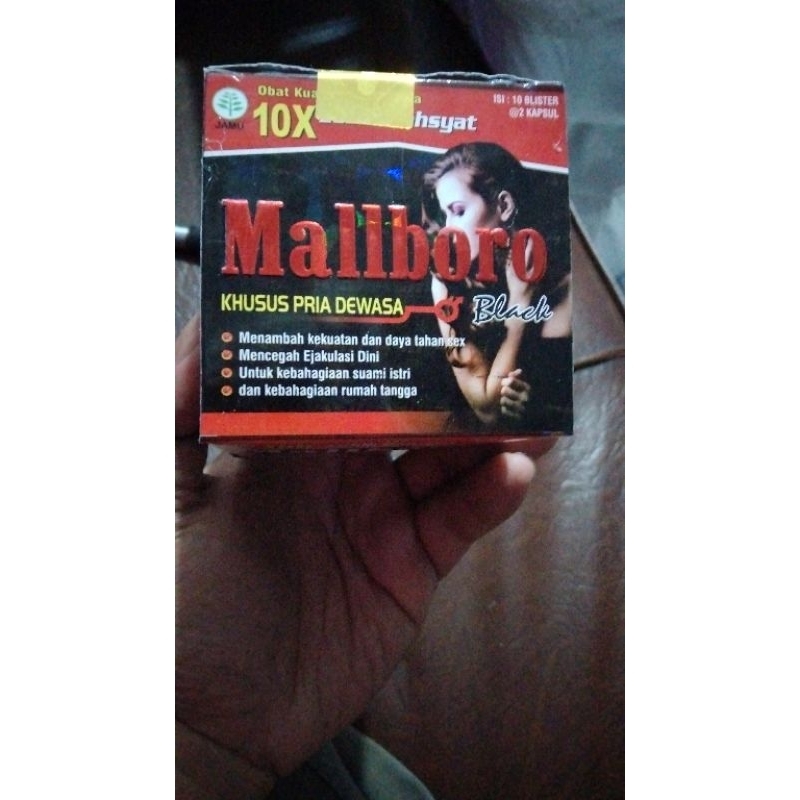 JAMU
Obat Kua
10X hsyat
ISI : 10 BLISTER
@2 KAPSUL
Mallboro
KHUSUS PRIA DEWASA
Black
Menambah kekuatan dan daya tahan sex
Mencegah Ejakulasi Dini
Untuk kebahagiaan suami istri
dan kebahagiaan rumah tangga